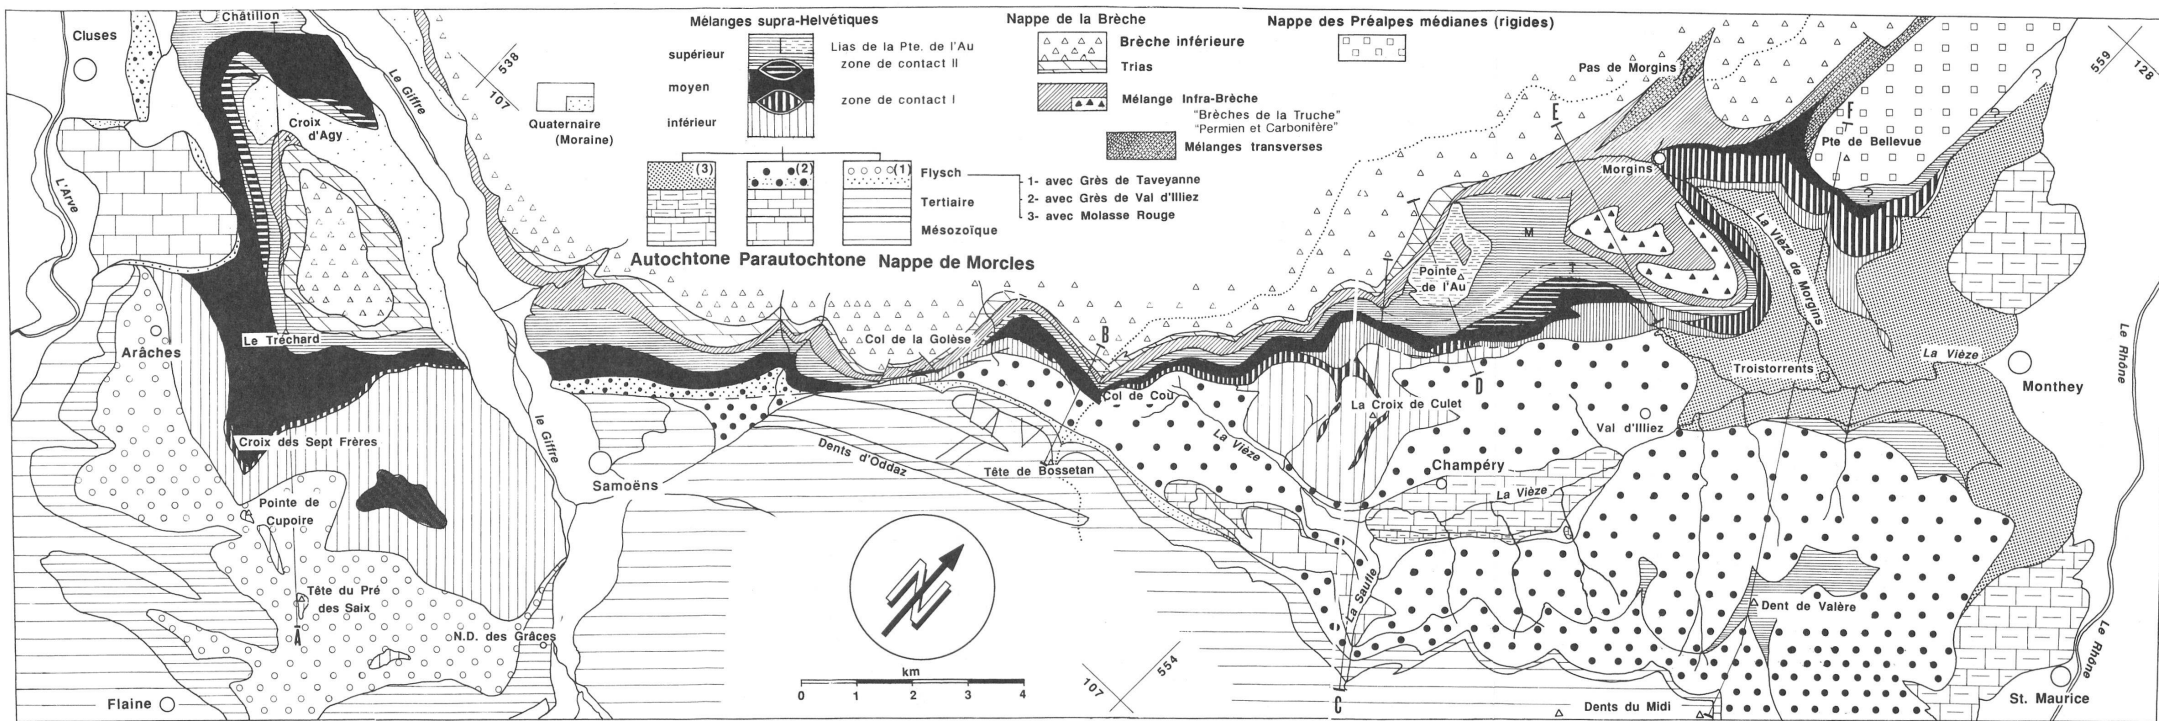 Châtillon
Cluses
Le Giffre
538
107
Croix
d'Agy
L'Arve
Le Tréchard
Arâches
Croix des Sept Frères
le Giffre
Samoëns
Pointe de
Cupoire
Tête du Pré
des Saix
A
N.D. des Grâces
Flaine
Mélanges supra-Helvétiques
supérieur
moyen
inférieur
Lias de la Pte. de l'Au
zone de contact II
zone de contact I
Quaternaire
(Moraine)
Nappe de la Brèche
Brèche inférieure
Trias
Mélange Infra-Brèche
"Brèches de la Truche"
"Permien et Carbonifère"
Mélanges transverses
Nappe des Préalpes médianes (rigides)
(3)
(2)
(1)
Flysch
Tertiaire
Mésozoïque
1- avec Grès de Taveyanne
2- avec Grès de Val d'Illiez
3- avec Molasse Rouge
Autochtone Parautochtone Nappe de Morcles
Col de la Golèse
B
Col de Cou
Dents d'Oddaz
Tête de Bossetan
La Vièze
N
km
0 1 2 3 4
107
554
C
La Saufle
La Croix de Culet
D
Champéry
La Vièze
Val d'Illiez
Pointe
de l'Au
M
E
Morgins
Pas de Morgins
La Vièze de Morgins
F
Pte de Bellevue
?
?
?
559
128
Troistorrents
La Vièze
Monthey
Le Rhône
Dent de Valère
Dents du Midi
Le Rhône
St. Maurice